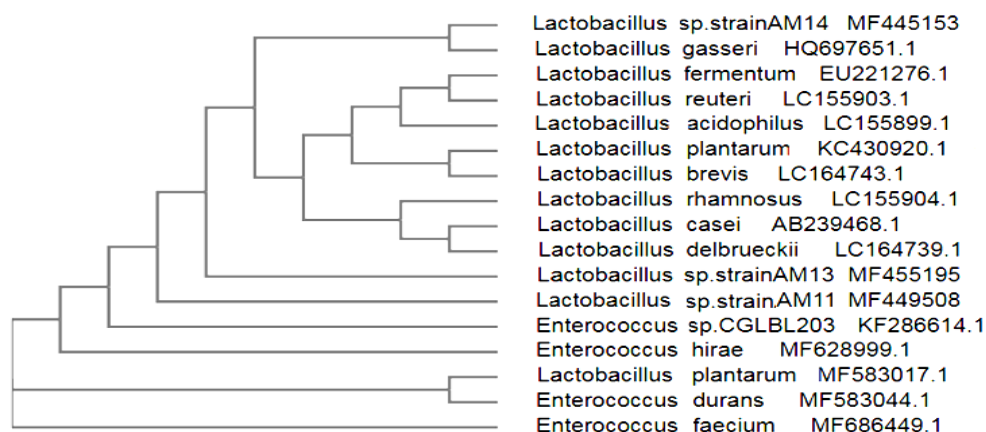 Lactobacillus sp.strainAM14 MF445153
Lactobacillus gasseri HQ697651.1
Lactobacillus fermentum EU221276.1
Lactobacillus reuteri LC155903.1
Lactobacillus acidophilus LC155899.1
Lactobacillus plantarum KC430920.1
Lactobacillus brevis LC164743.1
Lactobacillus rhamnosus LC155904.1
Lactobacillus casei AB239468.1
Lactobacillus delbrueckii LC164739.1
Lactobacillus sp.strainAM13 MF455195
Lactobacillus sp.strain.AM11 MF449508
Enterococcus sp.CGLBL203 KF286614.1
Enterococcus hirae MF628999.1
Lactobacillus plantarum MF583017.1
Enterococcus durans MF583044.1
Enterococcus faecium MF686449.1